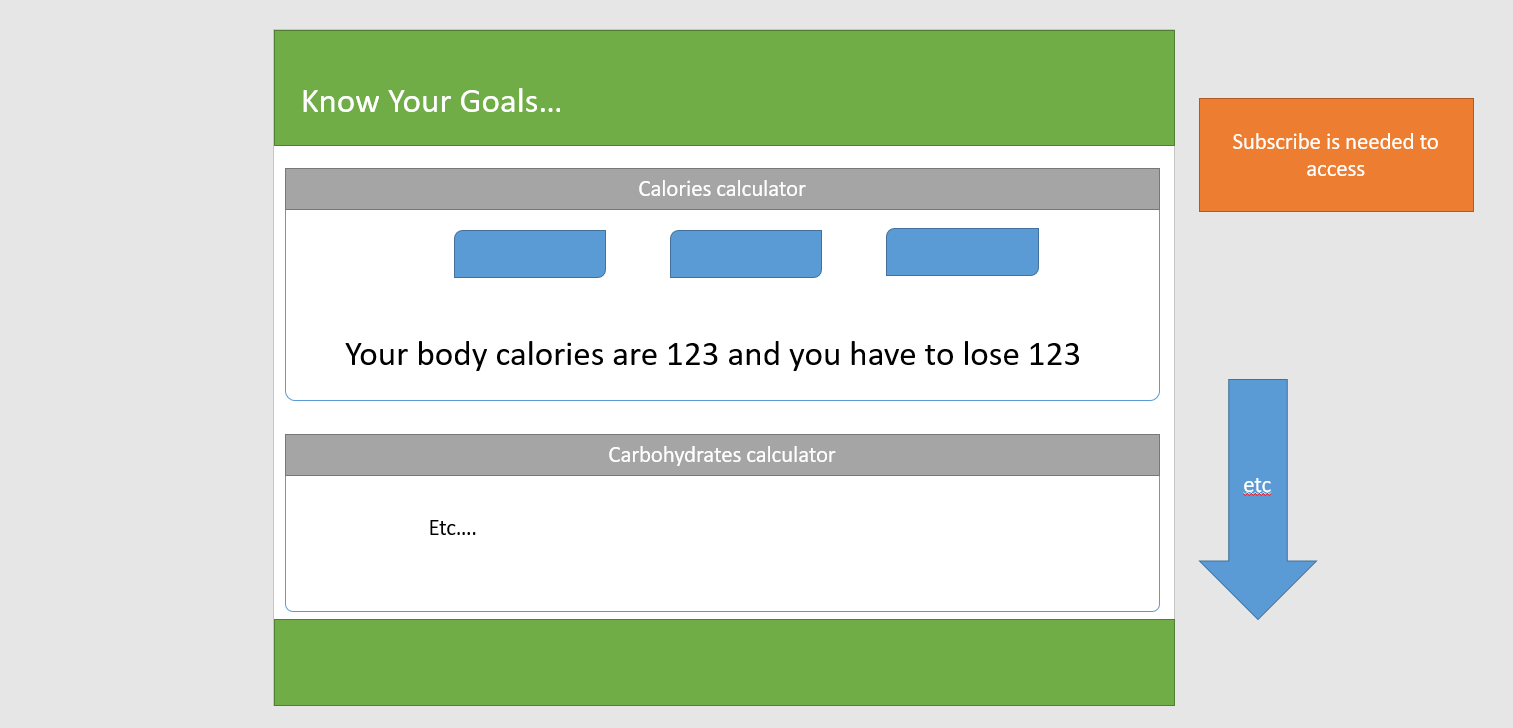 Know Your Goals...
Subscribe is needed to
access
Calories calculator
Your body calories are 123 and you have to lose 123
Carbohydrates calculator
etc
Etc....